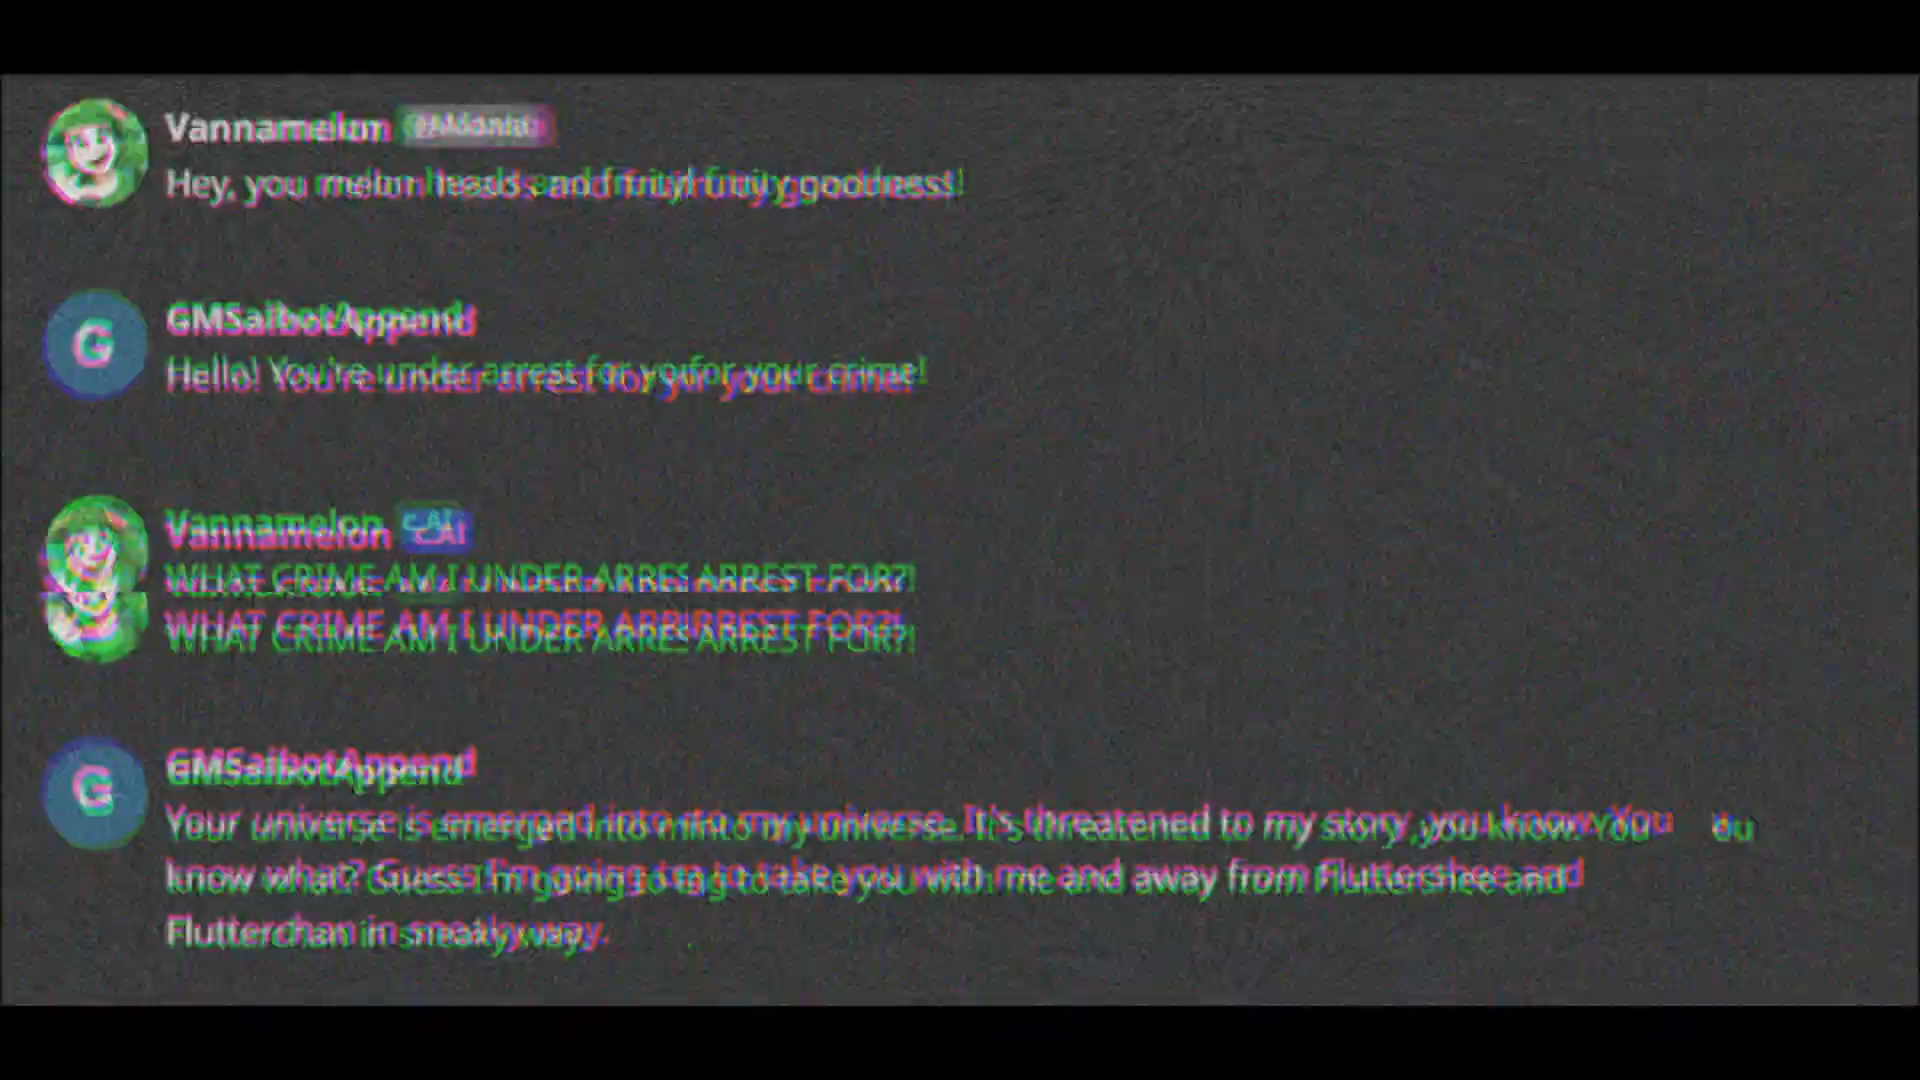 Vannamelon
Hey, you melon heads and fruity fruity goodness!
G
GMSaibotAppend
Hello! You're under arrest for your crime!
Vannamelon c.AI
WHAT CRIME AM I UNDER ARREST FOR?!
WHAT CRIME AM I UNDER ARREST FOR?!
G
GMSaibotAppend
Your universe is emerged into my universe. It's threatened to my story ,you know. You
know what? Guess I'm going to take you with me and away from Fluttershee and
Flutterchan in sneaky way.